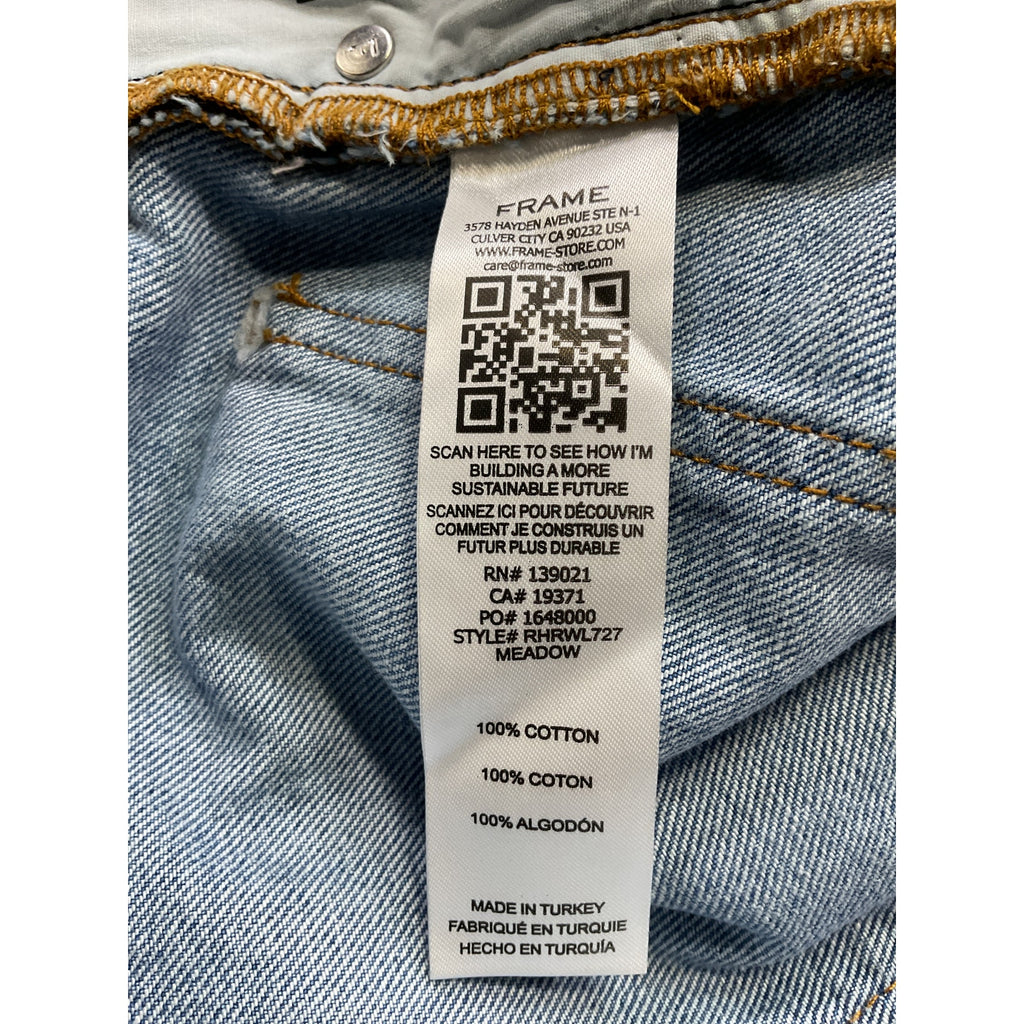 FRAME
3578 HAYDEN AVENUE STE N-1
CULVER CITY CA 90232 USA
WWW.FRAME-STORE.COM
care@frame-store.com
SCAN HERE TO SEE HOW I'M
BUILDING A MORE
SUSTAINABLE FUTURE
SCANNEZ ICI POUR DÉCOUVRIR
COMMENT JE CONSTRUIS UN
FUTUR PLUS DURABLE
RN# 139021
CA# 19371
PO# 1648000
STYLE# RHRWL727
MEADOW
100% COTTON
100% COTON
100% ALGODÓN
MADE IN TURKEY
FABRIQUÉ EN TURQUIE
HECHO EN TURQUÍA